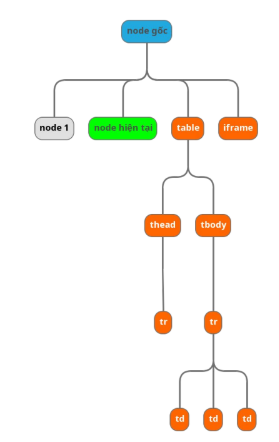 node gốc
node 1
node hiện tại
table
iframe
thead
tbody
tr
tr
td
td
td